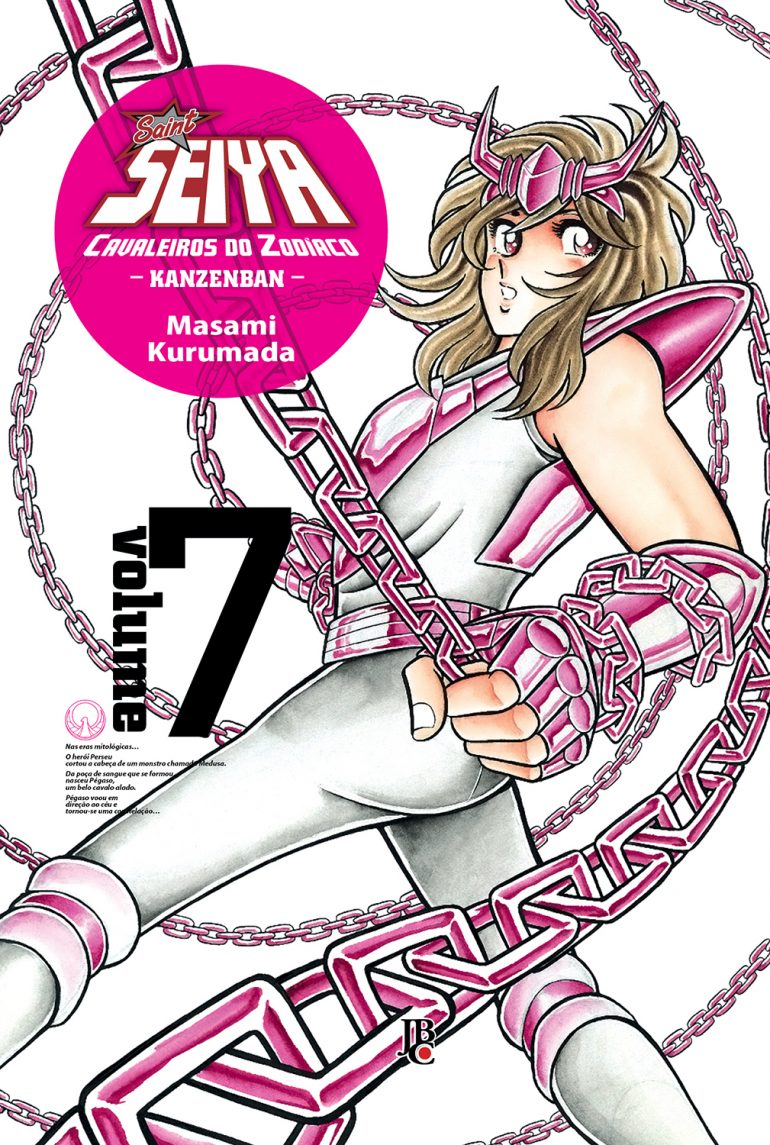 Saint
SEIYA
CAVALEIROS DO ZODÍACO
– KANZENBAN –
Masami
Kurumada
volume 7
Nas eras mitológicas...
O herói Perseu
cortou a cabeça de um monstro chamado Medusa.
Da poça de sangue que se formou,
nasceu Pégaso,
um belo cavalo alado.
Pégaso voou em
direção ao céu e
tornou-se uma constelação...
JBC